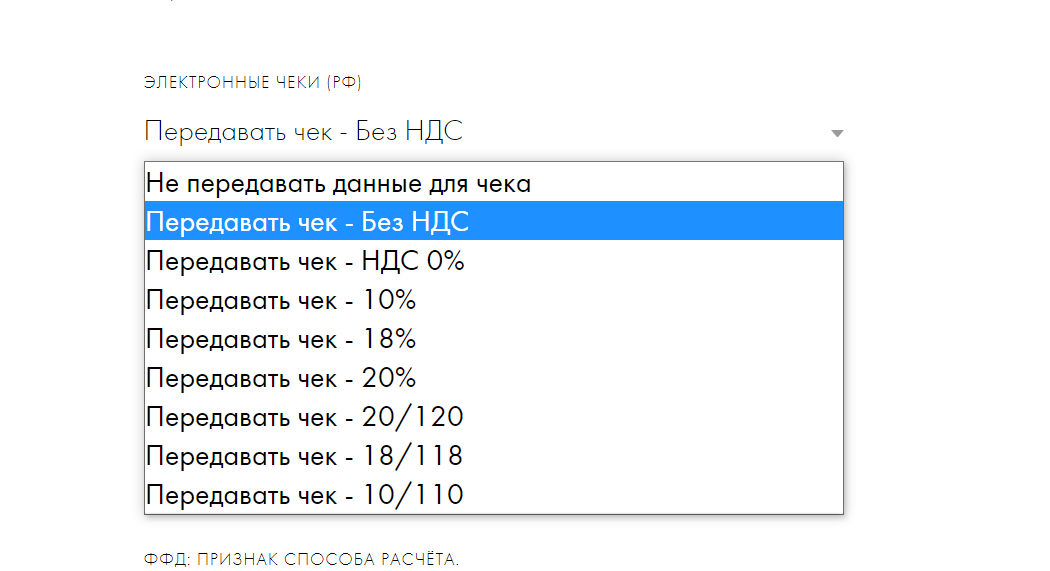 ЭЛЕКТРОННЫЕ ЧЕКИ (РФ)
Передавать чек - Без НДС
Не передавать данные для чека
Передавать чек - Без НДС
Передавать чек - НДС 0%
Передавать чек - 10%
Передавать чек - 18%
Передавать чек - 20%
Передавать чек - 20/120
Передавать чек - 18/118
Передавать чек - 10/110
ФФД: ПРИЗНАК СПОСОБА РАСЧЁТА.